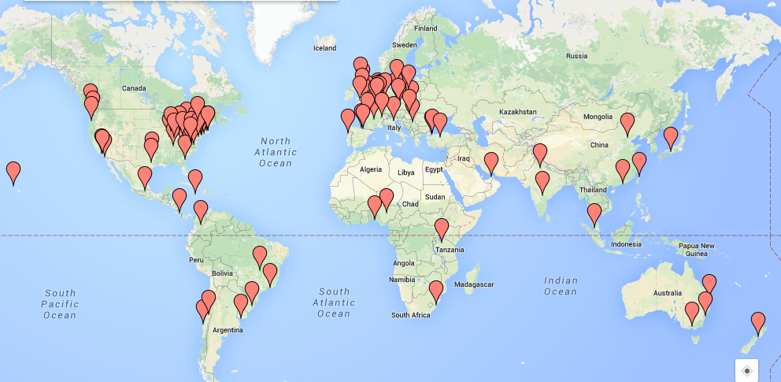 Iceland
Finland
Sweden
Russia
Canada
Kazakhstan
Mongolia
North
Atlantic
Ocean
Italy
China
Iraq
Algeria
Libya
Egypt
Thailand
Chad
Sudan
Indonesia
Papua New
Guinea
Tanzania
Peru
Bolivia
Angola
Namibia
Madagascar
Indian
Ocean
South
Pacific
Ocean
South
Atlantic
Ocean
Australia
South Africa
Argentina